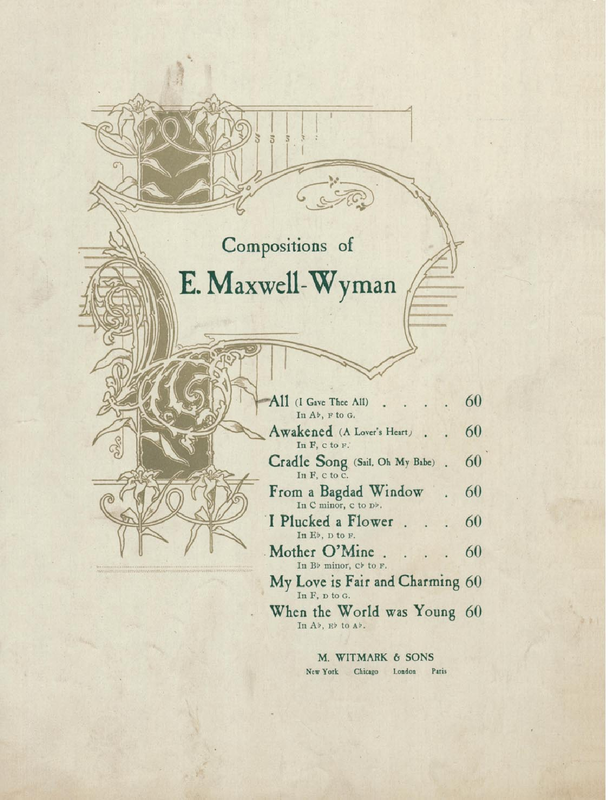 Compositions of
E. Maxwell-Wyman
All (I Gave Thee All) . . . . 60
In A♭, F to G.
Awakened (A Lover's Heart) . . 60
In F, C to F.
Cradle Song (Sail, Oh My Babe) . 60
In F, C to C.
From a Bagdad Window . 60
In C minor, C to D♭.
I Plucked a Flower . . . 60
In E♭, D to F.
Mother O'Mine . . . . 60
In B♭ minor, C♭ to F.
My Love is Fair and Charming 60
In F, D to G.
When the World was Young 60
In A♭, E♭ to A♭.
M. WITMARK & SONS
New York Chicago London Paris